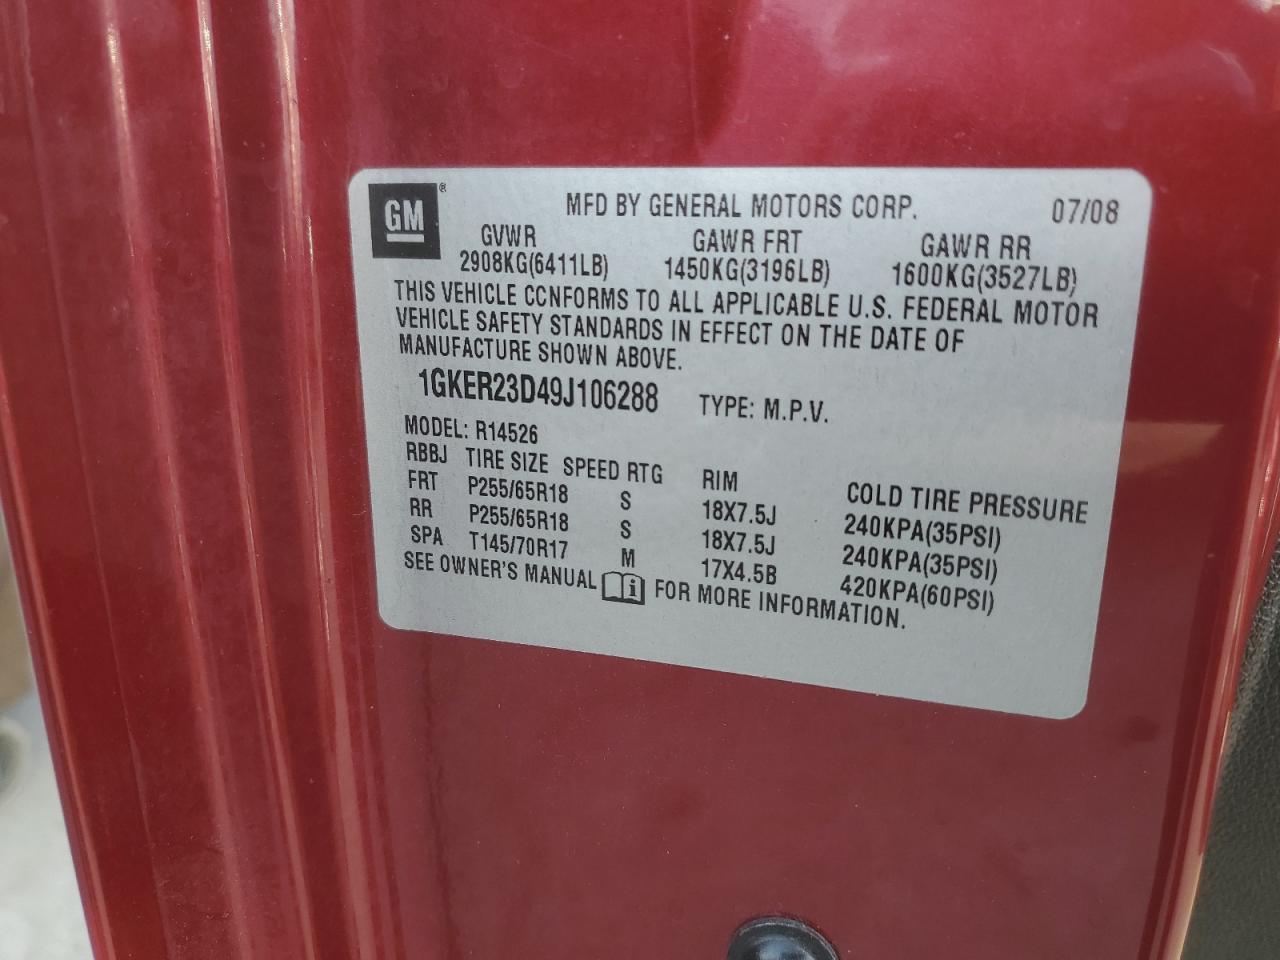 GM®
MFD BY GENERAL MOTORS CORP. 07/08
GVWR GAWR FRT GAWR RR
2908KG(6411LB) 1450KG(3196LB) 1600KG(3527LB)
THIS VEHICLE CCNFORMS TO ALL APPLICABLE U.S. FEDERAL MOTOR
VEHICLE SAFETY STANDARDS IN EFFECT ON THE DATE OF
MANUFACTURE SHOWN ABOVE.
1GKER23D49J106288 TYPE: M.P.V.
MODEL: R14526
RBBJ TIRE SIZE SPEED RTG RIM COLD TIRE PRESSURE
FRT P255/65R18 S 18X7.5J 240KPA(35PSI)
RR P255/65R18 S 18X7.5J 240KPA(35PSI)
SPA T145/70R17 M 17X4.5B 420KPA(60PSI)
SEE OWNER'S MANUAL i FOR MORE INFORMATION.